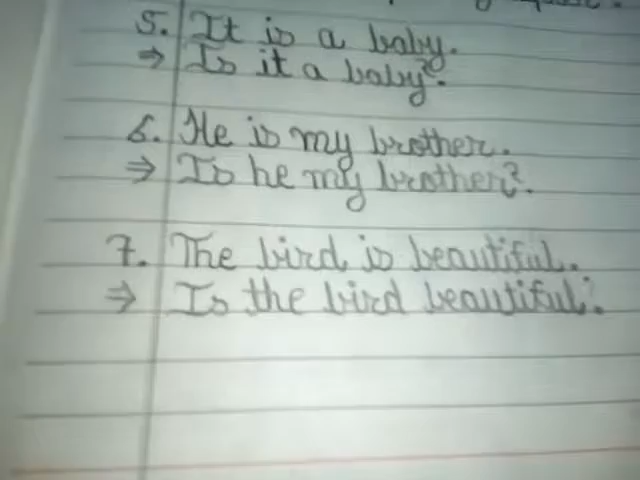 5. It is a baby.
⇒ Is it a baby?
6. He is my brother.
⇒ Is he my brother?.
7. The bird is beautiful.
⇒ Is the bird beautiful?